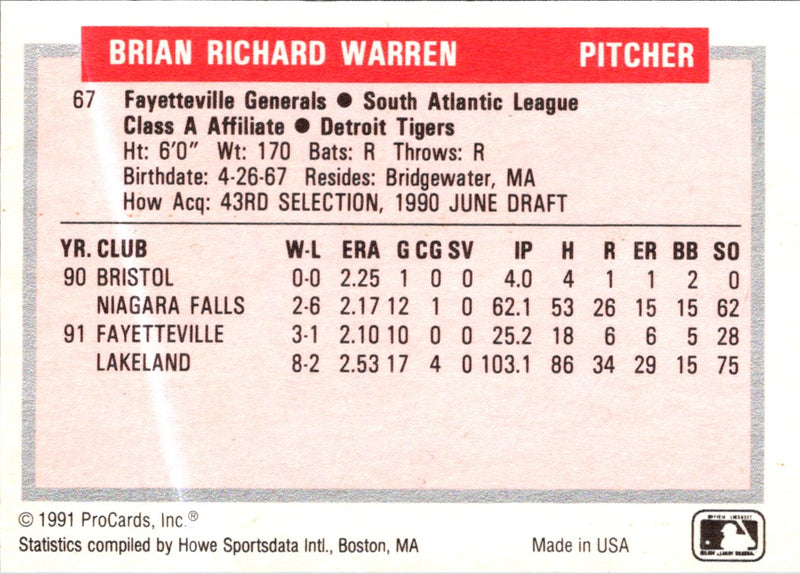 BRIAN RICHARD WARREN PITCHER
67 Fayetteville Generals ● South Atlantic League
Class A Affiliate ● Detroit Tigers
Ht: 6'0" Wt: 170 Bats: R Throws: R
Birthdate: 4-26-67 Resides: Bridgewater, MA
How Acq: 43RD SELECTION, 1990 JUNE DRAFT
YR. CLUB W-L ERA G CG SV IP H R ER BB SO
90 BRISTOL 0-0 2.25 1 0 0 4.0 4 1 1 2 0
NIAGARA FALLS 2-6 2.17 12 1 0 62.1 53 26 15 15 62
91 FAYETTEVILLE 3-1 2.10 10 0 0 25.2 18 6 6 5 28
LAKELAND 8-2 2.53 17 4 0 103.1 86 34 29 15 75
© 1991 ProCards, Inc.®
Statistics compiled by Howe Sportsdata Intl., Boston, MA Made in USA